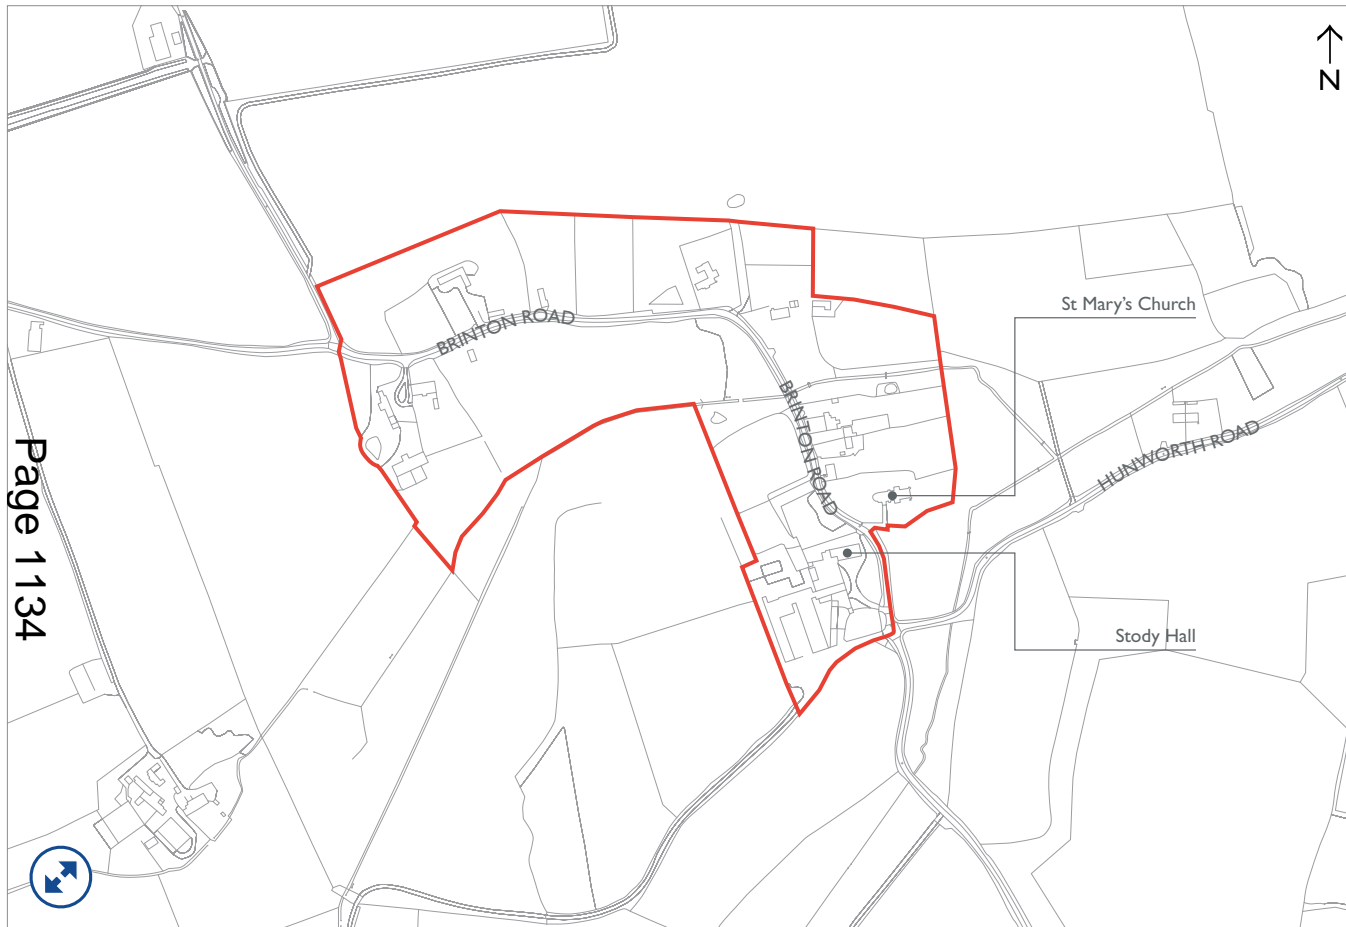 N
St Mary's Church
BRINTON ROAD
BRINTON ROAD
HUNWORTH ROAD
Page 1134
Stody Hall